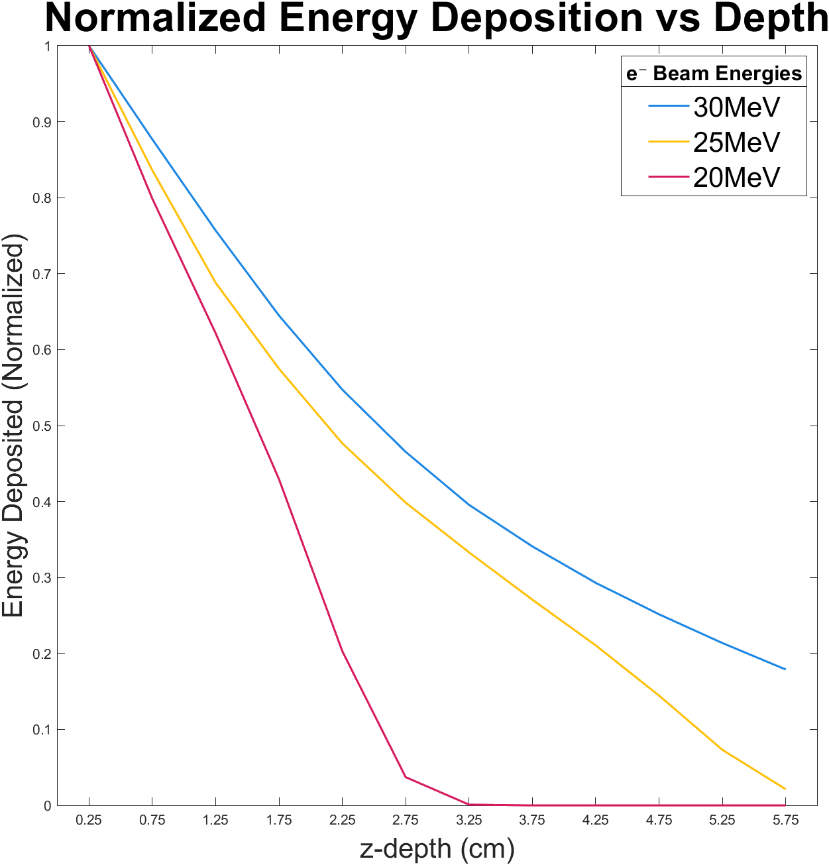 Normalized Energy Deposition vs Depth
e⁻ Beam Energies
30MeV
25MeV
20MeV
Energy Deposited (Normalized)
1
0.9
0.8
0.7
0.6
0.5
0.4
0.3
0.2
0.1
0
0.25 0.75 1.25 1.75 2.25 2.75 3.25 3.75 4.25 4.75 5.25 5.75
z-depth (cm)